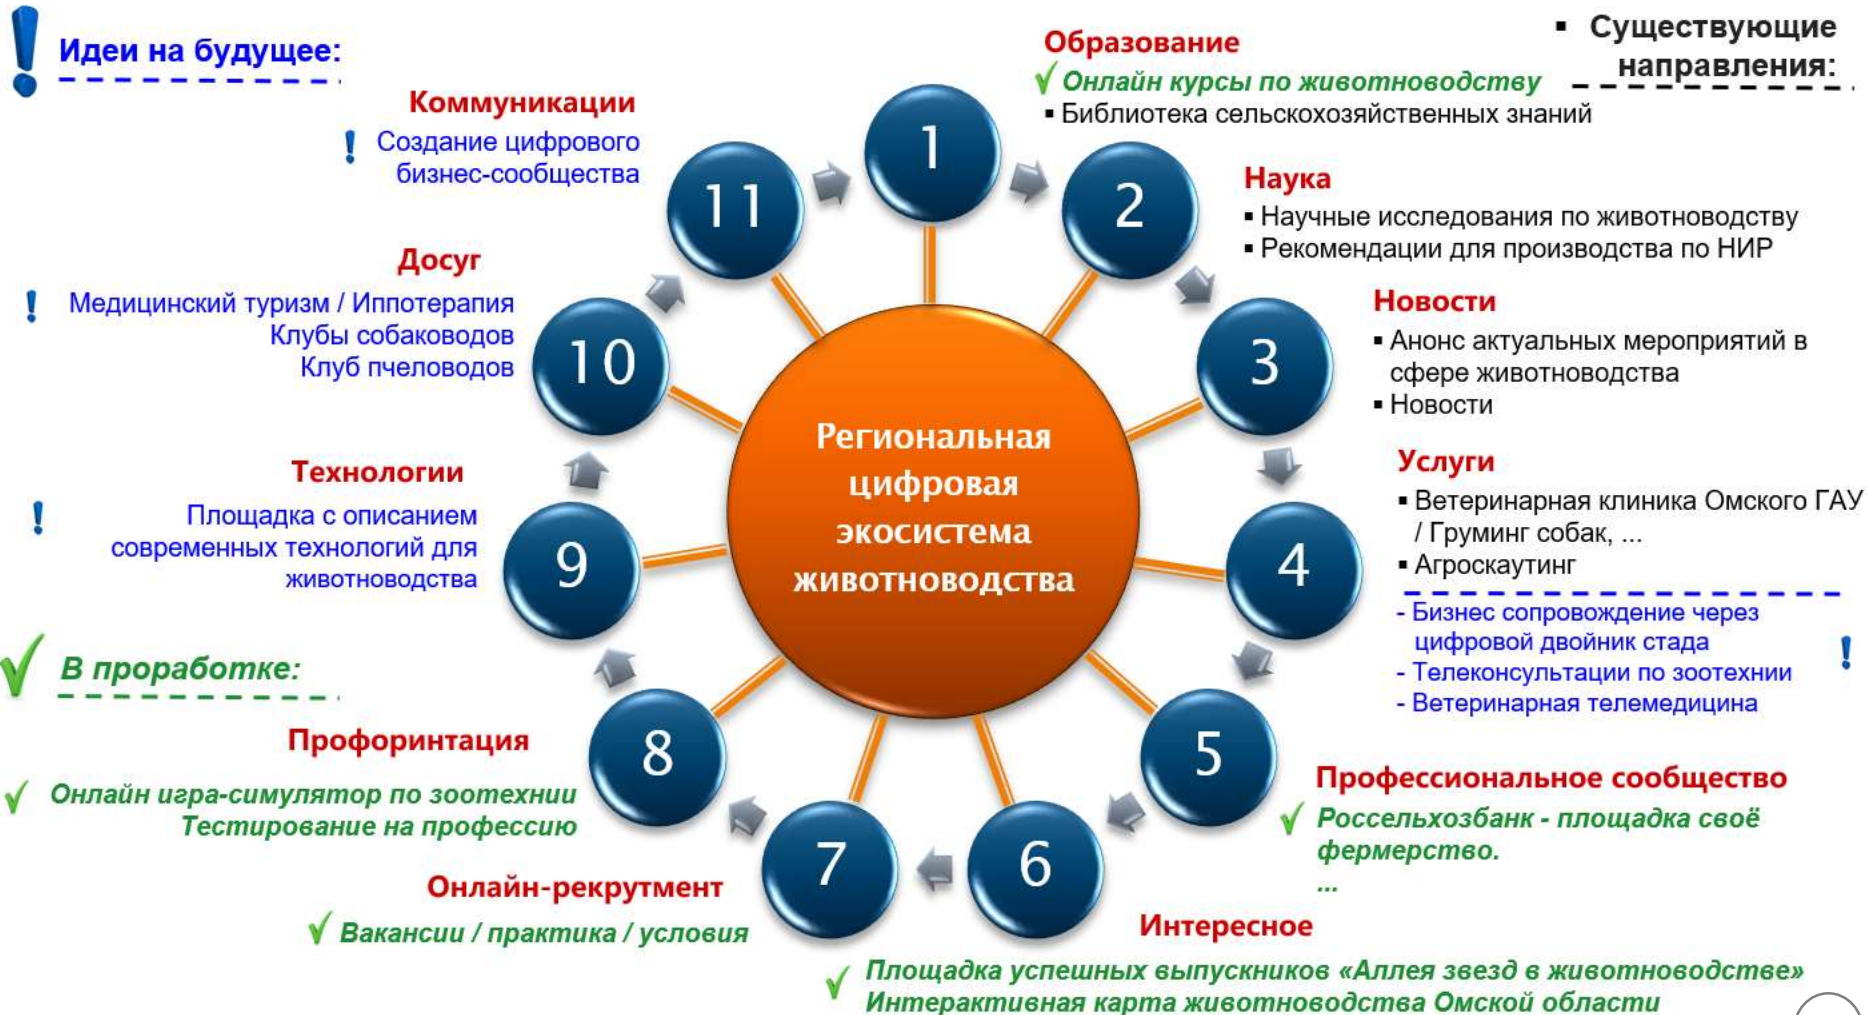 Идеи на будущее:
▪ Существующие
направления:
1
Образование
Онлайн курсы по животноводству
▪ Библиотека сельскохозяйственных знаний
2
Наука
▪ Научные исследования по животноводству
▪ Рекомендации для производства по НИР
3
Новости
▪ Анонс актуальных мероприятий в
сфере животноводства
▪ Новости
4
Услуги
▪ Ветеринарная клиника Омского ГАУ
/ Груминг собак, ...
▪ Агроскаутинг
- Бизнес сопровождение через
цифровой двойник стада
- Телеконсультации по зоотехнии
- Ветеринарная телемедицина
5
Профессиональное сообщество
Россельхозбанк - площадка своё
фермерство.
...
6
Интересное
Площадка успешных выпускников «Аллея звезд в животноводстве»
Интерактивная карта животноводства Омской области
7
Онлайн-рекрутмент
Вакансии / практика / условия
В проработке:
8
Профоринтация
Онлайн игра-симулятор по зоотехнии
Тестирование на профессию
9
Технологии
Площадка с описанием
современных технологий для
животноводства
10
Досуг
Медицинский туризм / Иппотерапия
Клубы собаководов
Клуб пчеловодов
11
Коммуникации
Создание цифрового
бизнес-сообщества
Региональная
цифровая
экосистема
животноводства